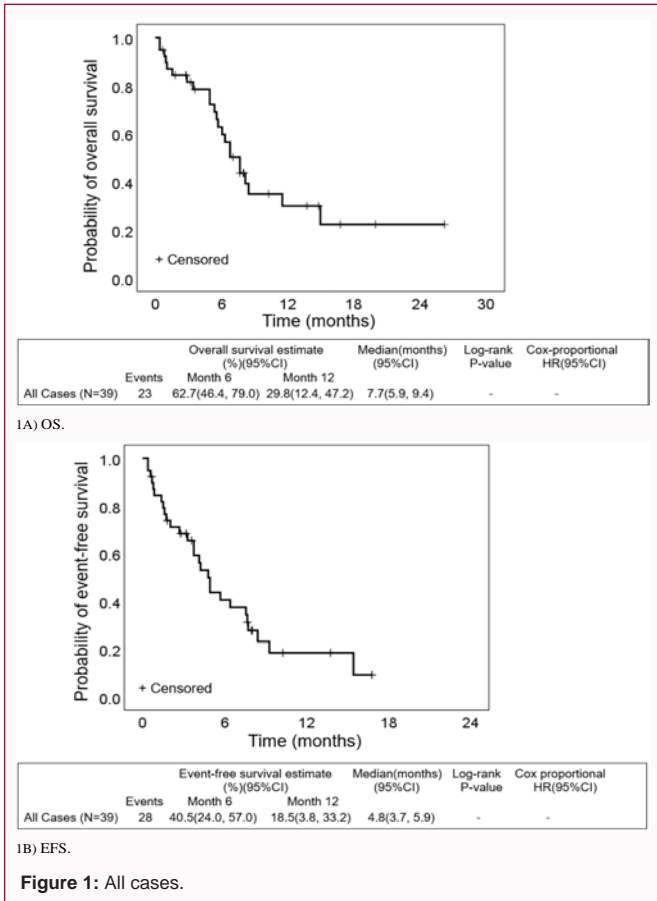 Probability of overall survival
1.0
0.8
0.6
0.4
0.2
0.0
+ Censored
0 6 12 18 24 30
Time (months)
Overall survival estimate Median(months) Log-rank Cox-proportional
(%)(95%CI) (95%CI) P-value HR(95%CI)
Events Month 6 Month 12
All Cases (N=39) 23 62.7(46.4, 79.0) 29.8(12.4, 47.2) 7.7(5.9, 9.4) - -
1A) OS.
Probability of event-free survival
1.0
0.8
0.6
0.4
0.2
0.0
+ Censored
0 6 12 18 24
Time (months)
Event-free survival estimate Median(months) Log-rank Cox proportional
(%)(95%CI) (95%CI) P-value HR(95%CI)
Events Month 6 Month 12
All Cases (N=39) 28 40.5(24.0, 57.0) 18.5(3.8, 33.2) 4.8(3.7, 5.9) - -
1B) EFS.
Figure 1: All cases.